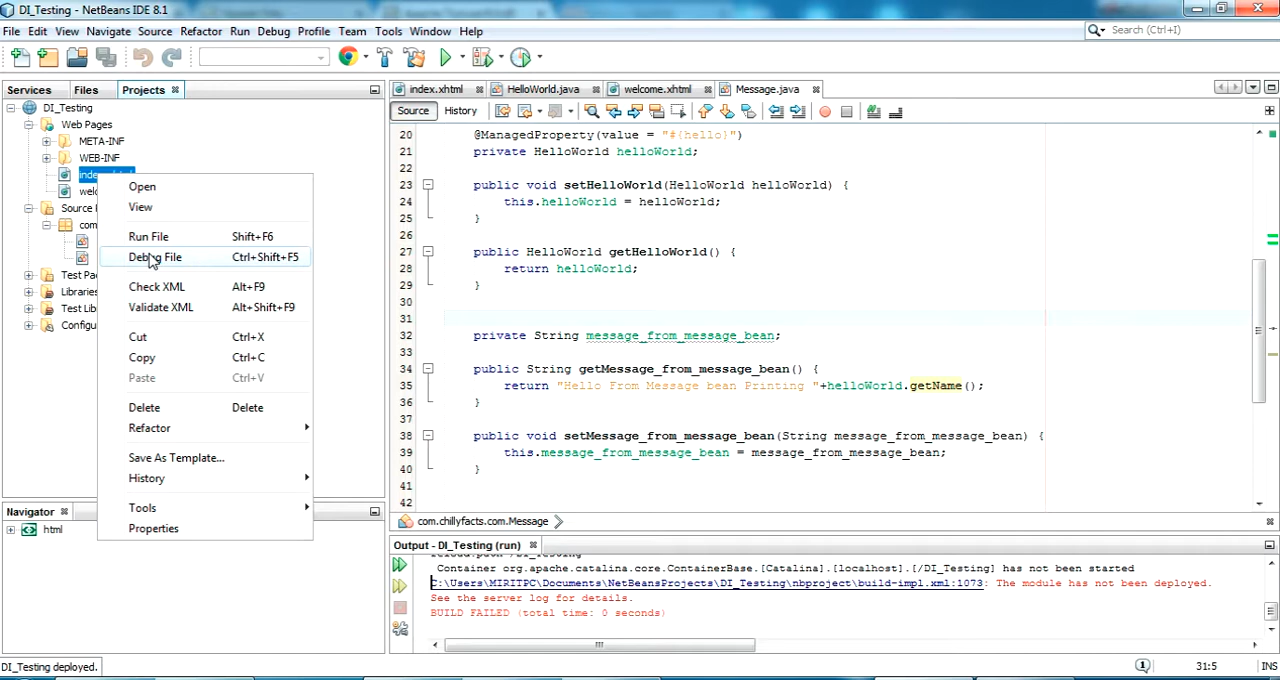 DI_Testing - NetBeans IDE 8.1
File Edit View Navigate Source Refactor Run Debug Profile Team Tools Window Help
Search (Ctrl+I)
Services Files Projects
index.xhtml HelloWorld.java welcome.xhtml Message.java
Source History
DI_Testing
Web Pages
META-INF
WEB-INF
Open
View
Run File Shift+F6
Debug File Ctrl+Shift+F5
Check XML Alt+F9
Validate XML Alt+Shift+F9
Cut Ctrl+X
Copy Ctrl+C
Paste Ctrl+V
Delete Delete
Refactor
Save As Template...
History
Tools
Properties
Source
com
Test Pac
Libraries
Test Lib
Configu
20 @ManagedProperty(value = "#{hello}")
21 private HelloWorld helloWorld;
22
23 public void setHelloWorld(HelloWorld helloWorld) {
24 this.helloWorld = helloWorld;
25 }
26
27 public HelloWorld getHelloWorld() {
28 return helloWorld;
29 }
30
31
32 private String message_from_message_bean;
33
34 public String getMessage_from_message_bean() {
35 return "Hello From Message bean Printing "+helloWorld.getName();
36 }
37
38 public void setMessage_from_message_bean(String message_from_message_bean) {
39 this.message_from_message_bean = message_from_message_bean;
40 }
41
42
com.chillyfacts.com.Message
Navigator
html
Output - DI_Testing (run)
Container org.apache.catalina.core.ContainerBase.[Catalina].[localhost].[/DI_Testing] has not been started
C:\Users\MIRITPC\Documents\NetBeansProjects\DI_Testing\nbproject\build-impl.xml:1073: The module has not been deployed.
See the server log for details.
BUILD FAILED (total time: 0 seconds)
DI_Testing deployed.
1
31:5
INS